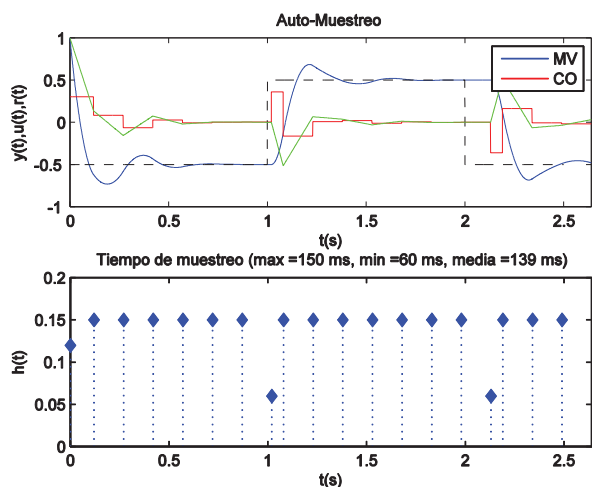 Auto-Muestreo
y(t),u(t),r(t)
1
0.5
0
-0.5
-1
MV
CO
0 0.5 1 1.5 2 2.5
t(s)
Tiempo de muestreo (max =150 ms, min =60 ms, media =139 ms)
h(t)
0.2
0.15
0.1
0.05
0
0 0.5 1 1.5 2 2.5
t(s)